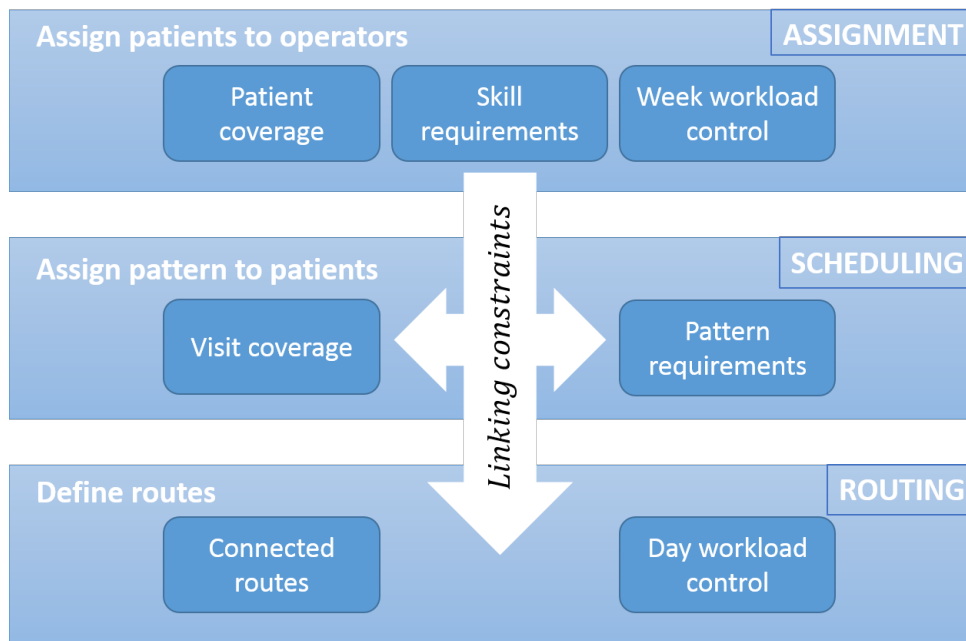 Assign patients to operators
ASSIGNMENT
Patient
coverage
Skill
requirements
Week workload
control
Linking constraints
Assign pattern to patients
SCHEDULING
Visit coverage
Pattern
requirements
Define routes
ROUTING
Connected
routes
Day workload
control